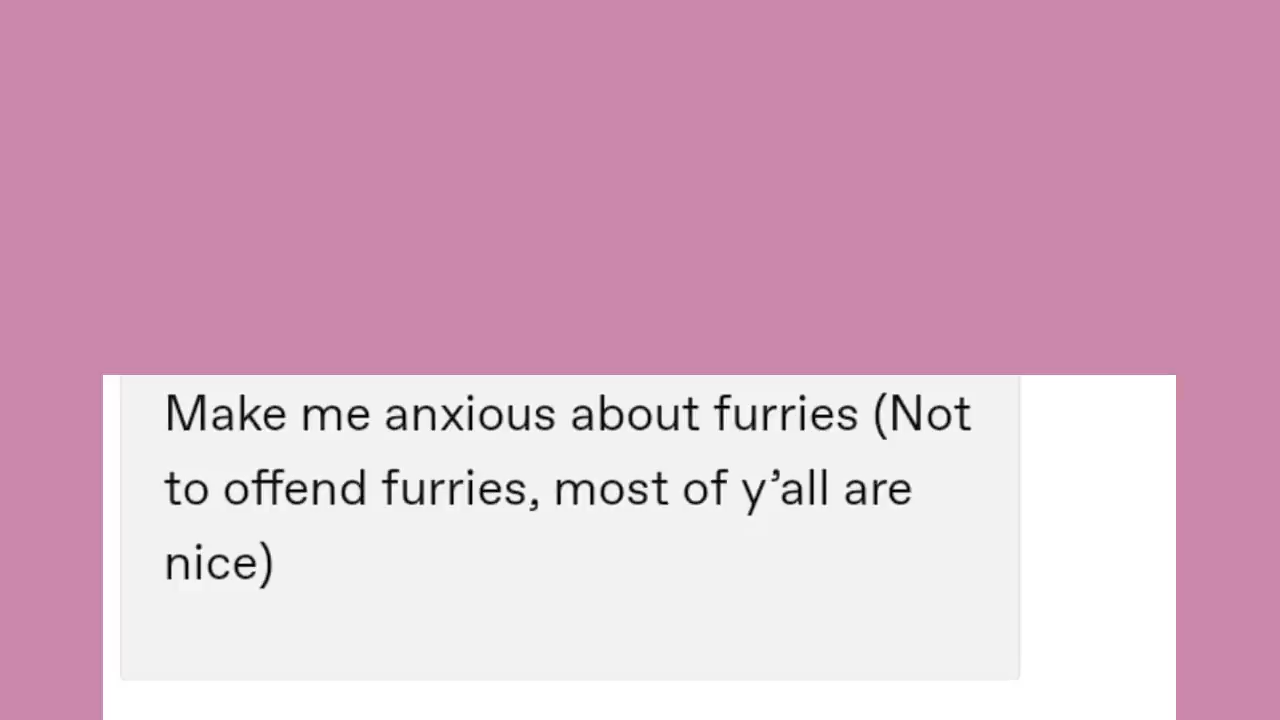 Make me anxious about furries (Not
to offend furries, most of y’all are
nice)